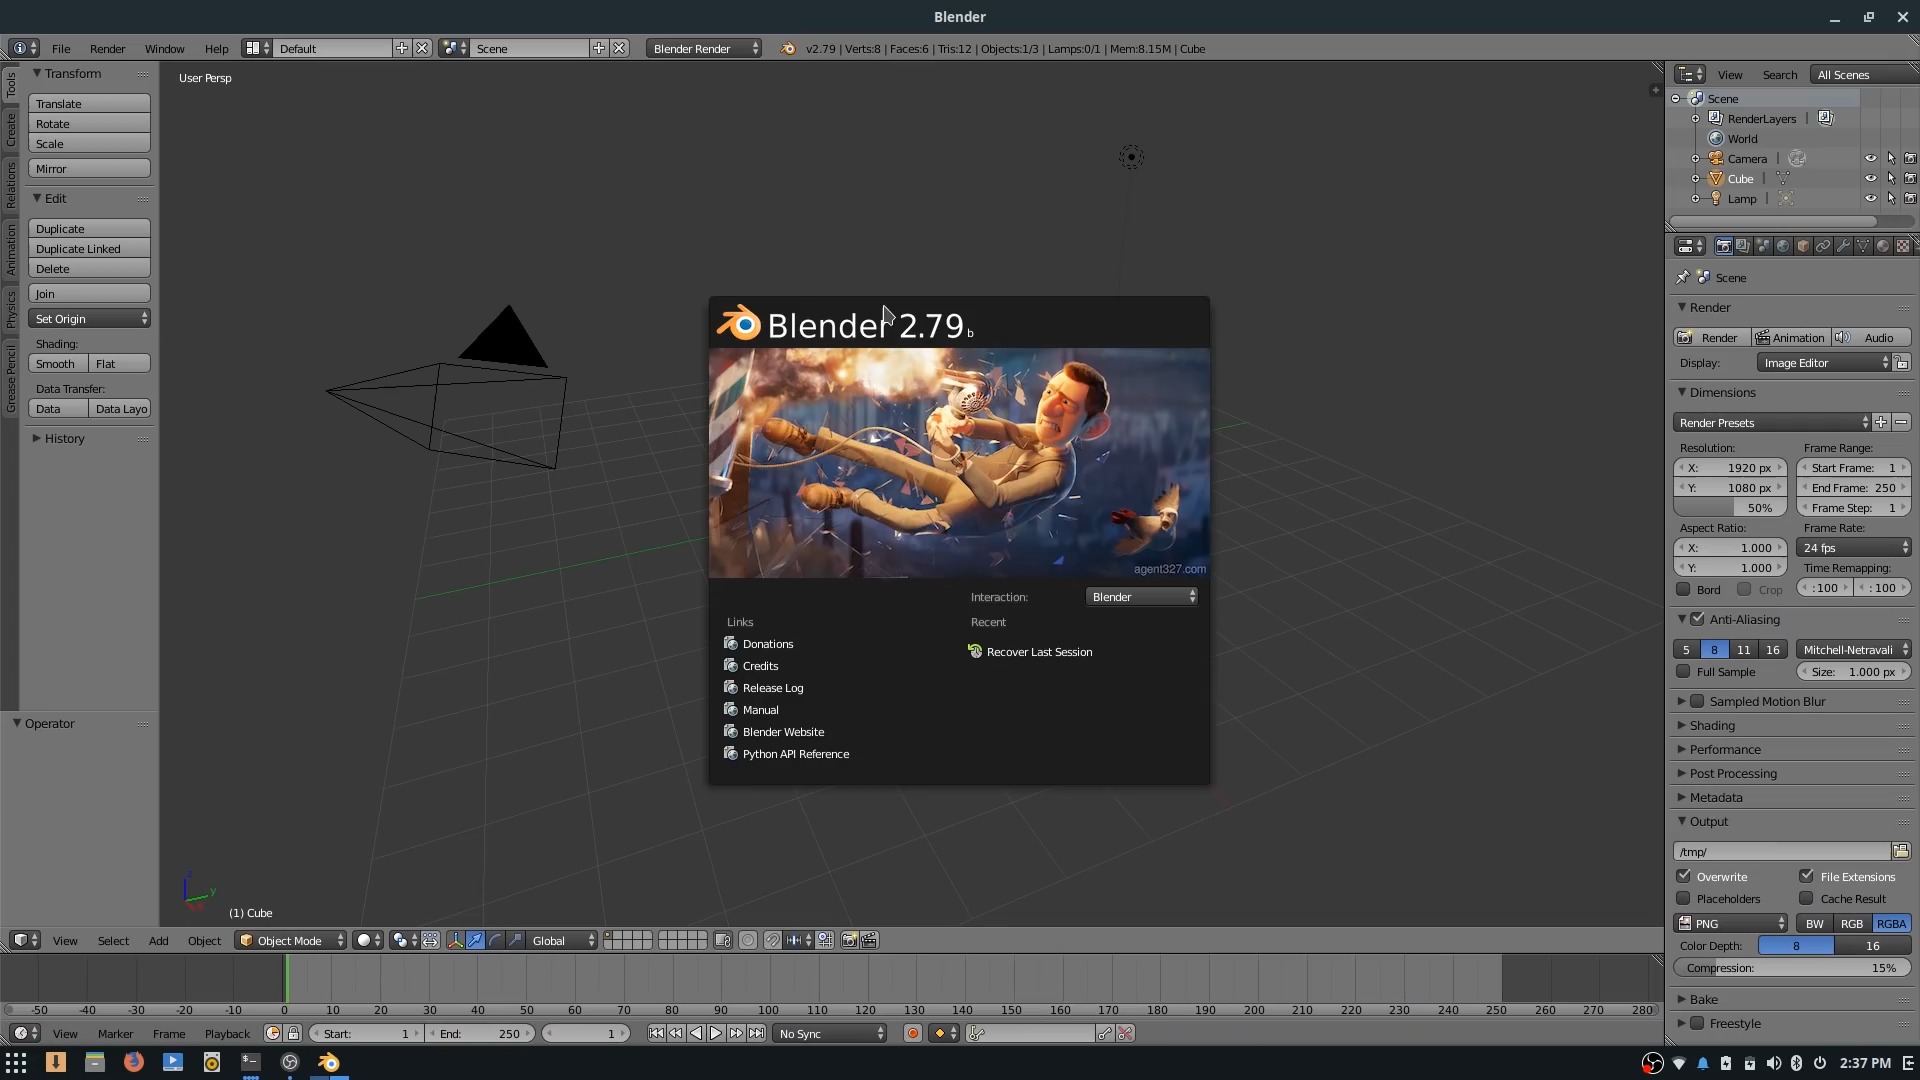 Blender
File Render Window Help Default Scene Blender Render v2.79 | Verts:8 | Faces:6 | Tris:12 | Objects:1/3 | Lamps:0/1 | Mem:8.15M | Cube
Tools
Create
Relations
Animation
Physics
Grease Pencil
Transform
Translate
Rotate
Scale
Mirror
Edit
Duplicate
Duplicate Linked
Delete
Join
Set Origin
Shading:
Smooth Flat
Data Transfer:
Data Data Layo
History
Operator
User Persp
Blender 2.79 b
agent327.com
Interaction: Blender
Links
Donations
Credits
Release Log
Manual
Blender Website
Python API Reference
Recent
Recover Last Session
z
y
(1) Cube
View Select Add Object Object Mode Global
View Search All Scenes
Scene
RenderLayers |
World
Camera |
Cube |
Lamp |
Scene
Render
Render Animation Audio
Display: Image Editor
Dimensions
Render Presets
Resolution: Frame Range:
X: 1920 px Start Frame: 1
Y: 1080 px End Frame: 250
50% Frame Step: 1
Aspect Ratio: Frame Rate:
X: 1.000 24 fps
Y: 1.000 Time Remapping:
Bord Crop :100 :100
Anti-Aliasing
5 8 11 16 Mitchell-Netravali
Full Sample Size: 1.000 px
Sampled Motion Blur
Shading
Performance
Post Processing
Metadata
Output
/tmp/
Overwrite File Extensions
Placeholders Cache Result
PNG BW RGB RGBA
Color Depth: 8 16
Compression: 15%
Bake
Freestyle
-50 -40 -30 -20 -10 0 10 20 30 40 50 60 70 80 90 100 110 120 130 140 150 160 170 180 190 200 210 220 230 240 250 260 270 280
View Marker Frame Playback Start: 1 End: 250 1 No Sync
2:37 PM